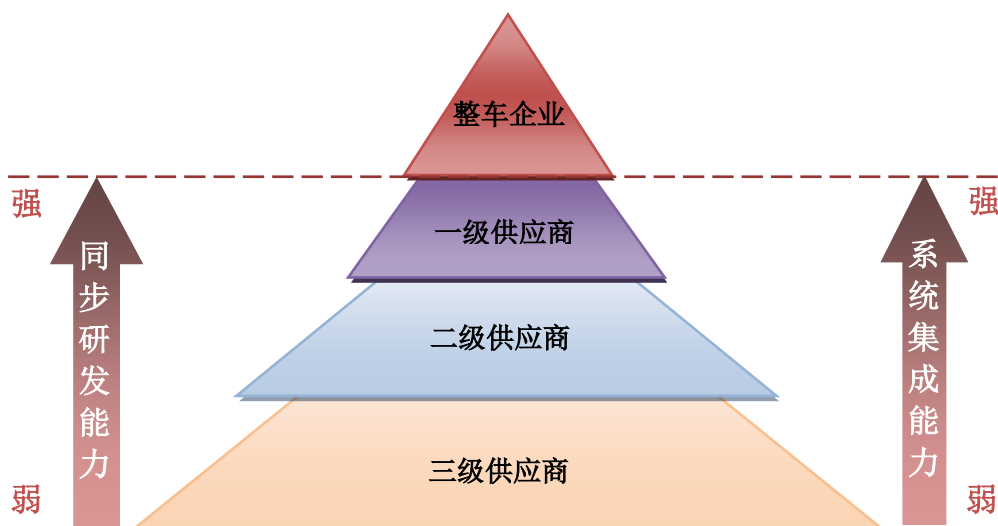 整车企业
强
强
一级供应商
同步研发能力
系统集成能力
二级供应商
三级供应商
弱
弱